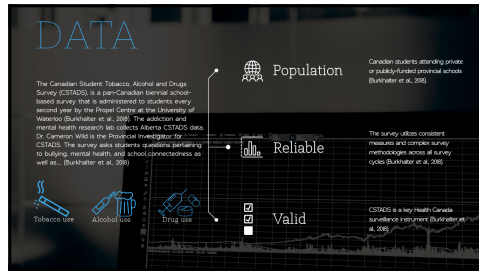 DATA
The Canadian Student Tobacco, Alcohol and Drugs
Survey (CSTADS), is a pan-Canadian biennial school-
based survey that is administered to students every
second year by the Propel Centre at the University of
Waterloo (Burkhalter et al., 2018). The addiction and
mental health research lab collects Alberta CSTADS data.
Dr. Cameron Wild is the Provincial investigator for
CSTADS. The survey asks students questions pertaining
to bullying, mental health, and school connectedness as
well as... (Burkhalter et al., 2018)
Tobacco use
Alcohol use
Drug use
Population
Canadian students attending private
or publicly-funded provincial schools
(Burkhalter et al., 2018).
Reliable
The survey utilizes consistent
measures and complex survey
methodologies across all survey
cycles (Burkhalter et al., 2018).
Valid
CSTADS is a key Health Canada
surveillance instrument (Burkhalter et
al., 2018)